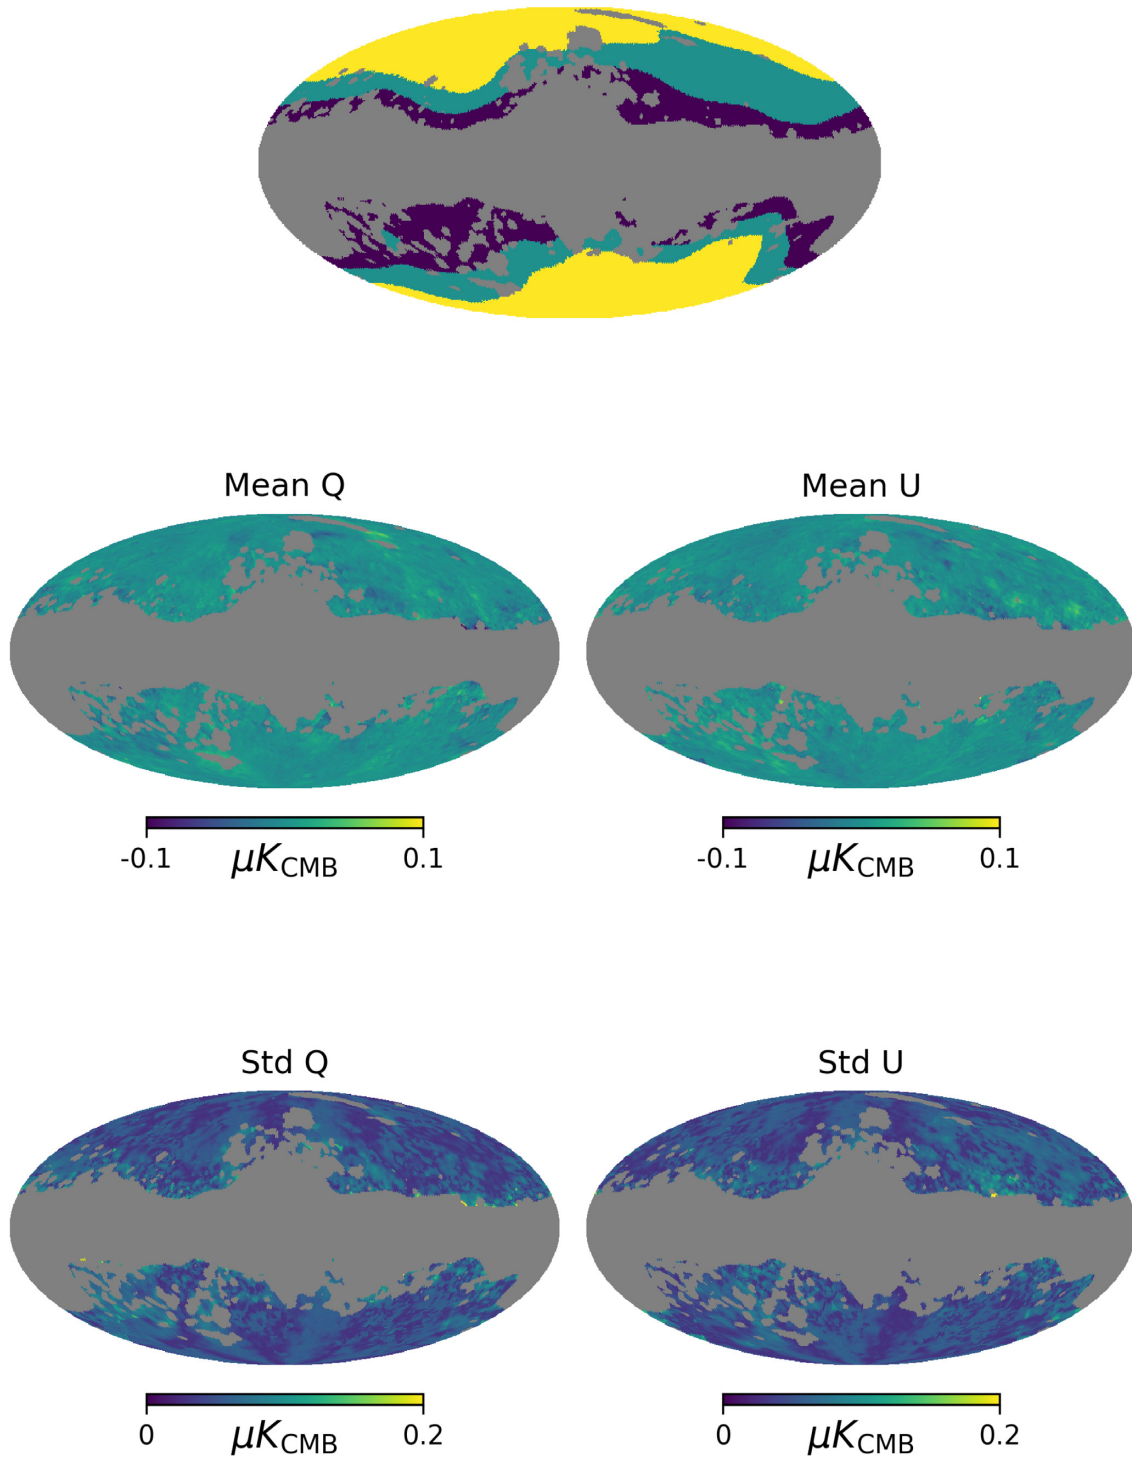 Mean Q
Mean U
-0.1 μK_CMB 0.1
-0.1 μK_CMB 0.1
Std Q
Std U
0 μK_CMB 0.2
0 μK_CMB 0.2